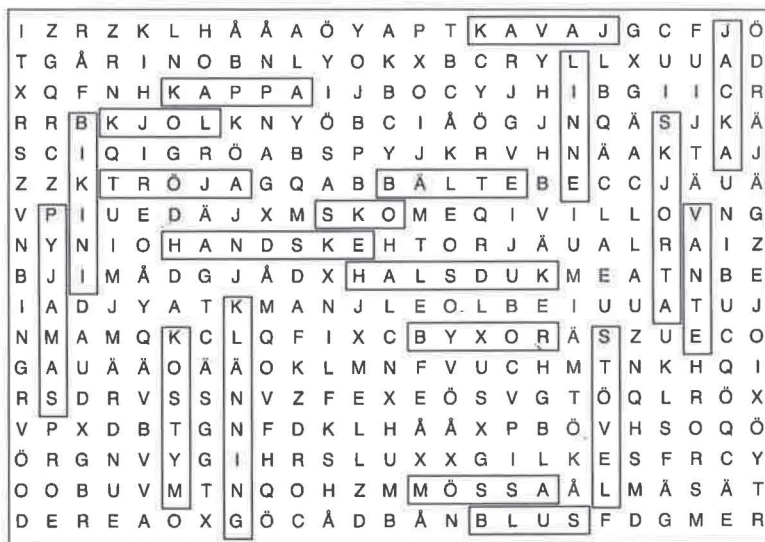 I Z R Z K L H Å Å A Ö Y A P T K A V A J G C F J Ö
T G Å R I N O B N L Y O K X B C R Y L L X U U A D
X Q F N H K A P P A I J B O C Y J H I B G I I C R
R R B K J O L K N Y Ö B C I Å Ö G J N Q Ä S J K Ä
S C I Q I G R Ö A B S P Y J K R V H N Ä A K T A J
Z Z K T R Ö J A G Q A B B Ä L T E B E C C J Ä U Ä
V P I U E D Ä J X M S K O M E Q I V I L L O V N G
N Y N I O H A N D S K E H T O R J Ä U A L R A I Z
B J I M Å D G J Å D X H A L S D U K M E A T N B E
I A D J Y A T K M A N J L E O L B E I U U A T U J
N M A M Q K C L Q F I X C B Y X O R Ä S Z U E C O
G A U Ä Ä O Ä Ä O K L M N F V U C H M T N K H Q I
R S D R V S S N V Z F E X E Ö S V G T Ö Q L R Ö X
V P X D B T G N F D K L H Å Å X P B Ö V H S O Q Ö
Ö R G N V Y G I H R S L U X X G I L K E S F R C Y
O O B U V M T N Q O H Z M M Ö S S A Å L M Ä S Ä T
D E R E A O X G Ö C Å D B Å N B L U S F D G M E R